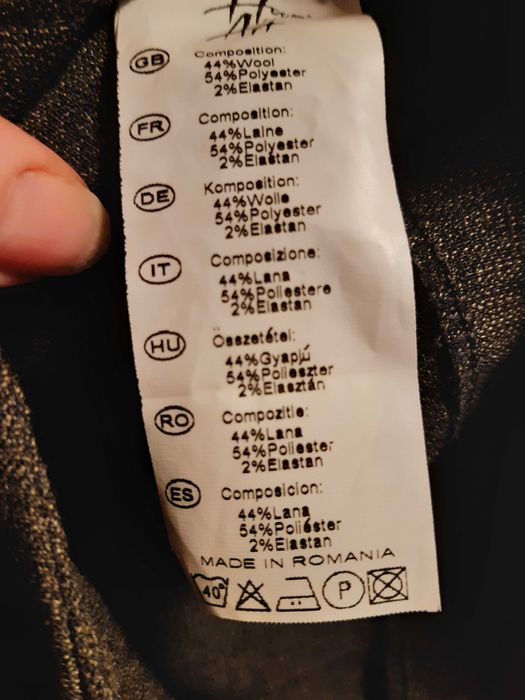 GB Composition:
44%Wool
54%Polyester
2%Elastan
FR Composition:
44%Laine
54%Polyester
2%Elastan
DE Komposition:
44%Wolle
54%Polyester
2%Elastan
IT Composizione:
44%Lana
54%Poliestere
2%Elastan
HU Összetétel:
44%Gyapjú
54%Poliészter
2%Elasztán
RO Compozitie:
44%Lana
54%Poliester
2%Elastan
ES Composicion:
44%Lana
54%Poliéster
2%Elastan
MADE IN ROMANIA
40° P